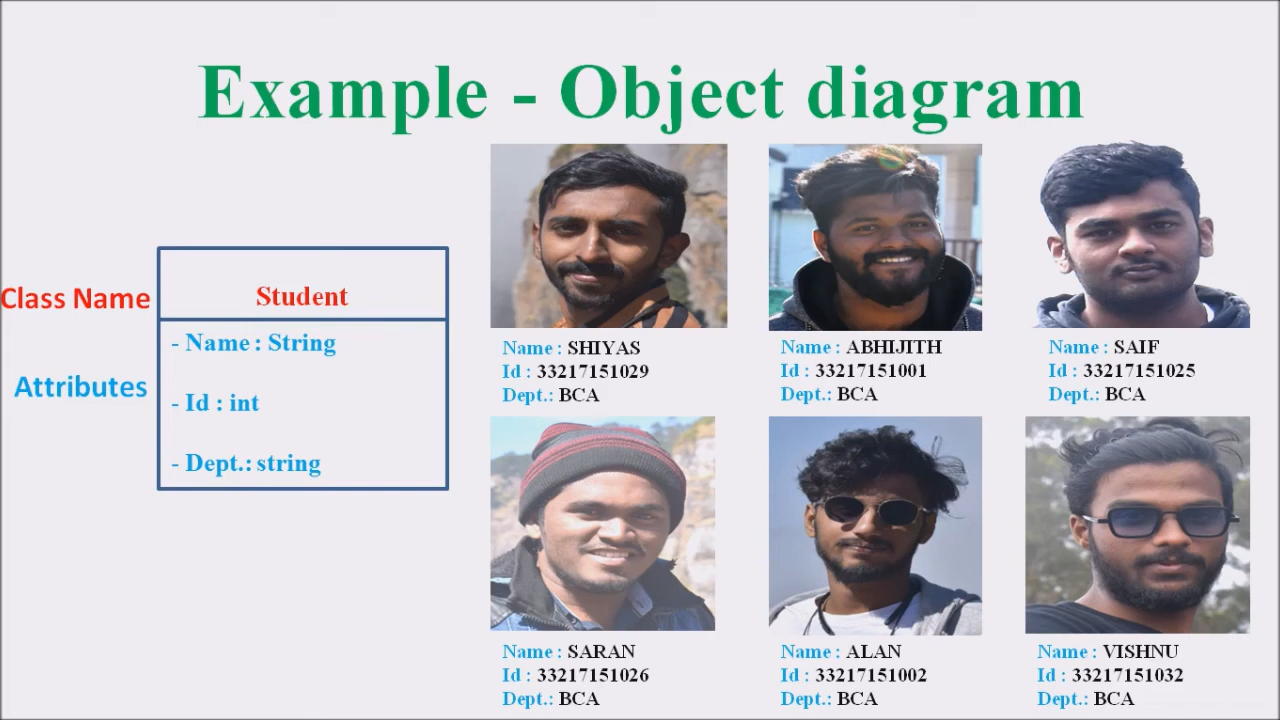 Example - Object diagram
Class Name
Student
Attributes
- Name : String
- Id : int
- Dept.: string
Name : SHIYAS
Id : 33217151029
Dept.: BCA
Name : ABHIJITH
Id : 33217151001
Dept.: BCA
Name : SAIF
Id : 33217151025
Dept.: BCA
Name : SARAN
Id : 33217151026
Dept.: BCA
Name : ALAN
Id : 33217151002
Dept.: BCA
Name : VISHNU
Id : 33217151032
Dept.: BCA